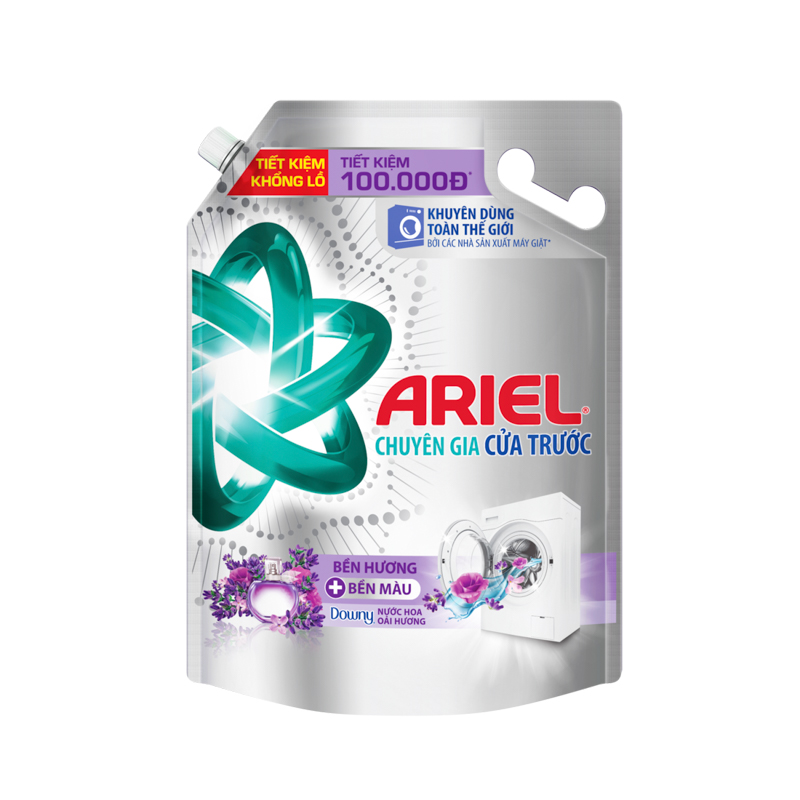 TIẾT KIỆM
KHỔNG LỒ
TIẾT KIỆM
100.000Đ*
KHUYÊN DÙNG
TOÀN THẾ GIỚI
BỞI CÁC NHÀ SẢN XUẤT MÁY GIẶT*
ARIEL®
CHUYÊN GIA CỬA TRƯỚC
BỀN HƯƠNG
+ BỀN MÀU
Downy NƯỚC HOA
OẢI HƯƠNG